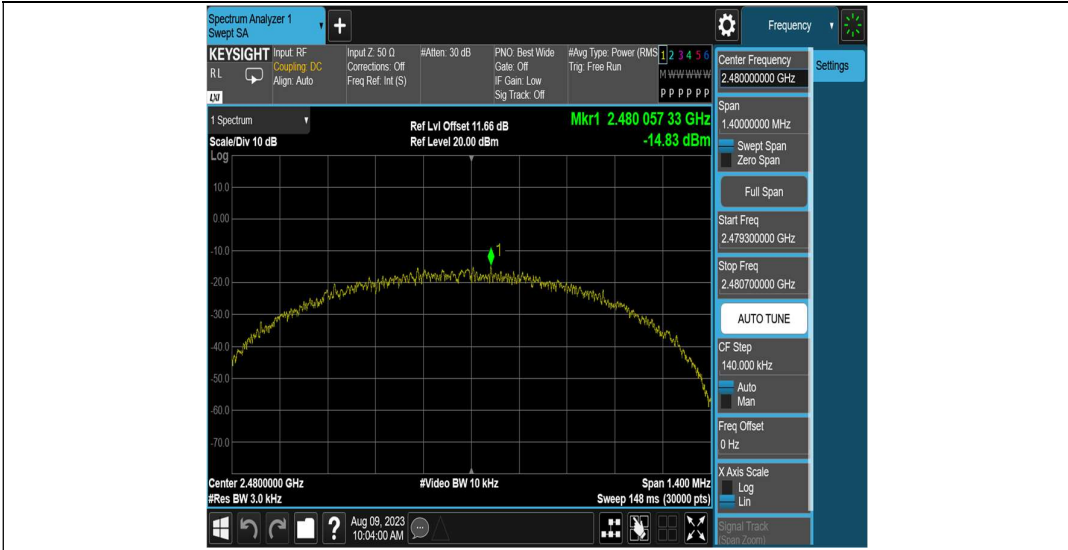 Spectrum Analyzer 1
Swept SA
Frequency
KEYSIGHT
RL
LXI
Input: RF
Coupling: DC
Align: Auto
Input Z: 50 Ω
Corrections: Off
Freq Ref: Int (S)
#Atten: 30 dB
PNO: Best Wide
Gate: Off
IF Gain: Low
Sig Track: Off
#Avg Type: Power (RMS
Trig: Free Run
1 2 3 4 5 6
M W W W W W
P P P P P P
1 Spectrum
Scale/Div 10 dB
Log
Ref Lvl Offset 11.66 dB
Ref Level 20.00 dBm
Mkr1 2.480 057 33 GHz
-14.83 dBm
10.0
0.00
-10.0
-20.0
-30.0
-40.0
-50.0
-60.0
-70.0
1
Center 2.4800000 GHz
#Res BW 3.0 kHz
#Video BW 10 kHz
Span 1.400 MHz
Sweep 148 ms (30000 pts)
Aug 09, 2023
10:04:00 AM
Center Frequency
2.480000000 GHz
Settings
Span
1.40000000 MHz
Swept Span
Zero Span
Full Span
Start Freq
2.479300000 GHz
Stop Freq
2.480700000 GHz
AUTO TUNE
CF Step
140.000 kHz
Auto
Man
Freq Offset
0 Hz
X Axis Scale
Log
Lin
Signal Track
(Span Zoom)